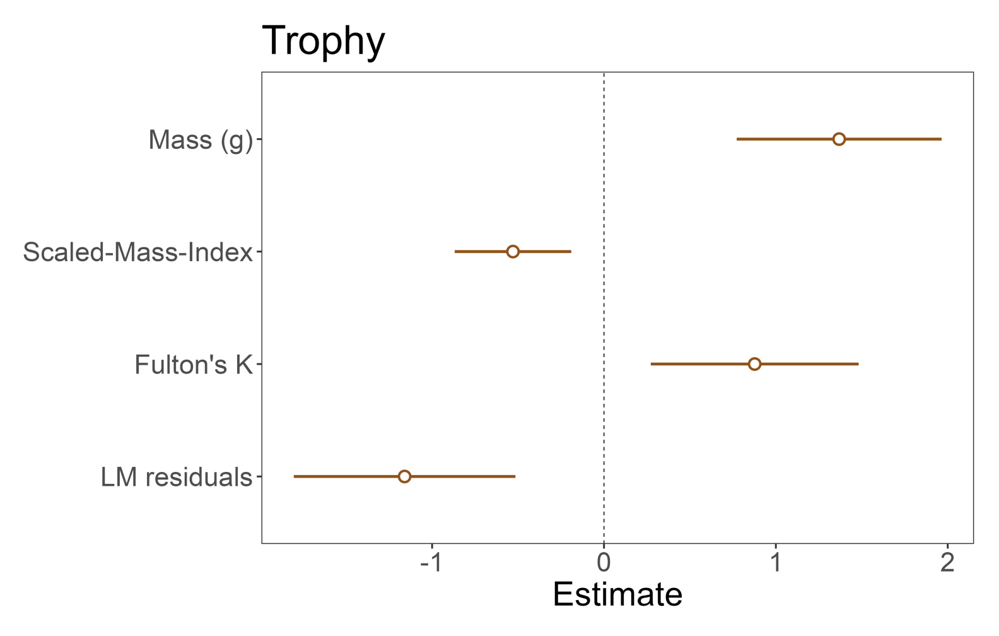 Trophy
Mass (g)
Scaled-Mass-Index
Fulton's K
LM residuals
-1 0 1 2
Estimate